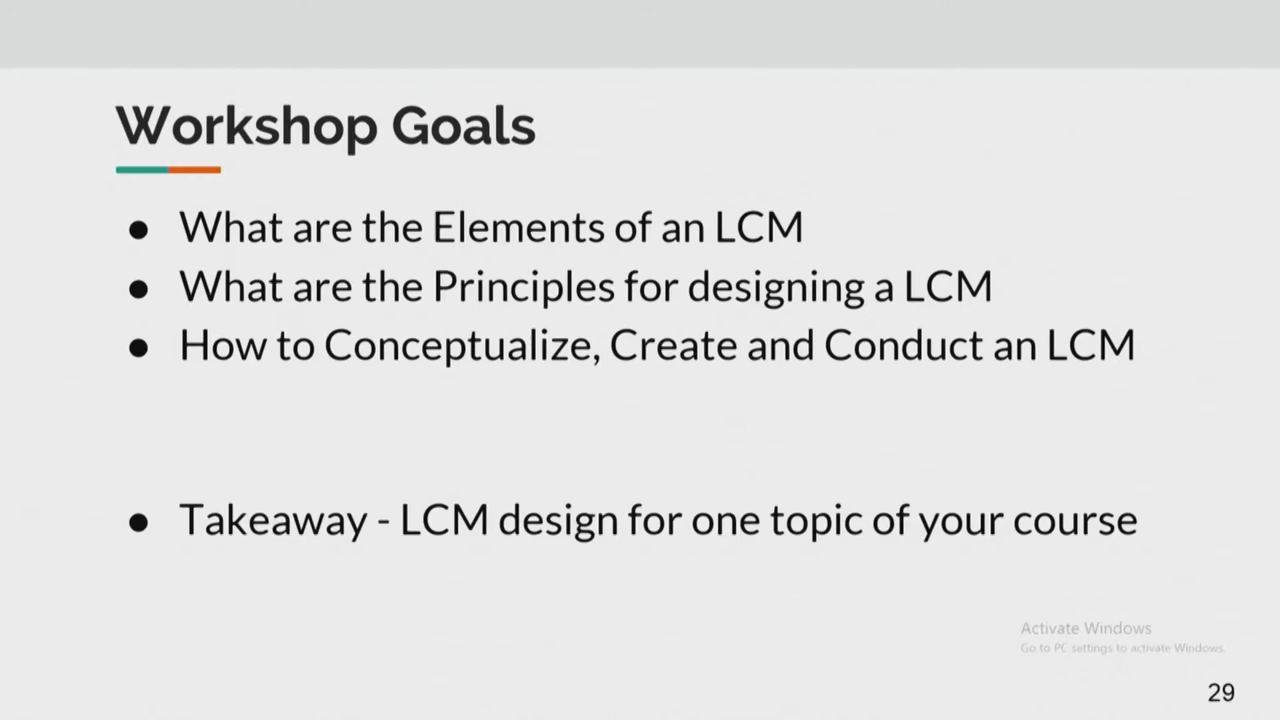 Workshop Goals
● What are the Elements of an LCM
● What are the Principles for designing a LCM
● How to Conceptualize, Create and Conduct an LCM
● Takeaway - LCM design for one topic of your course
Activate Windows
Go to PC settings to activate Windows.
29